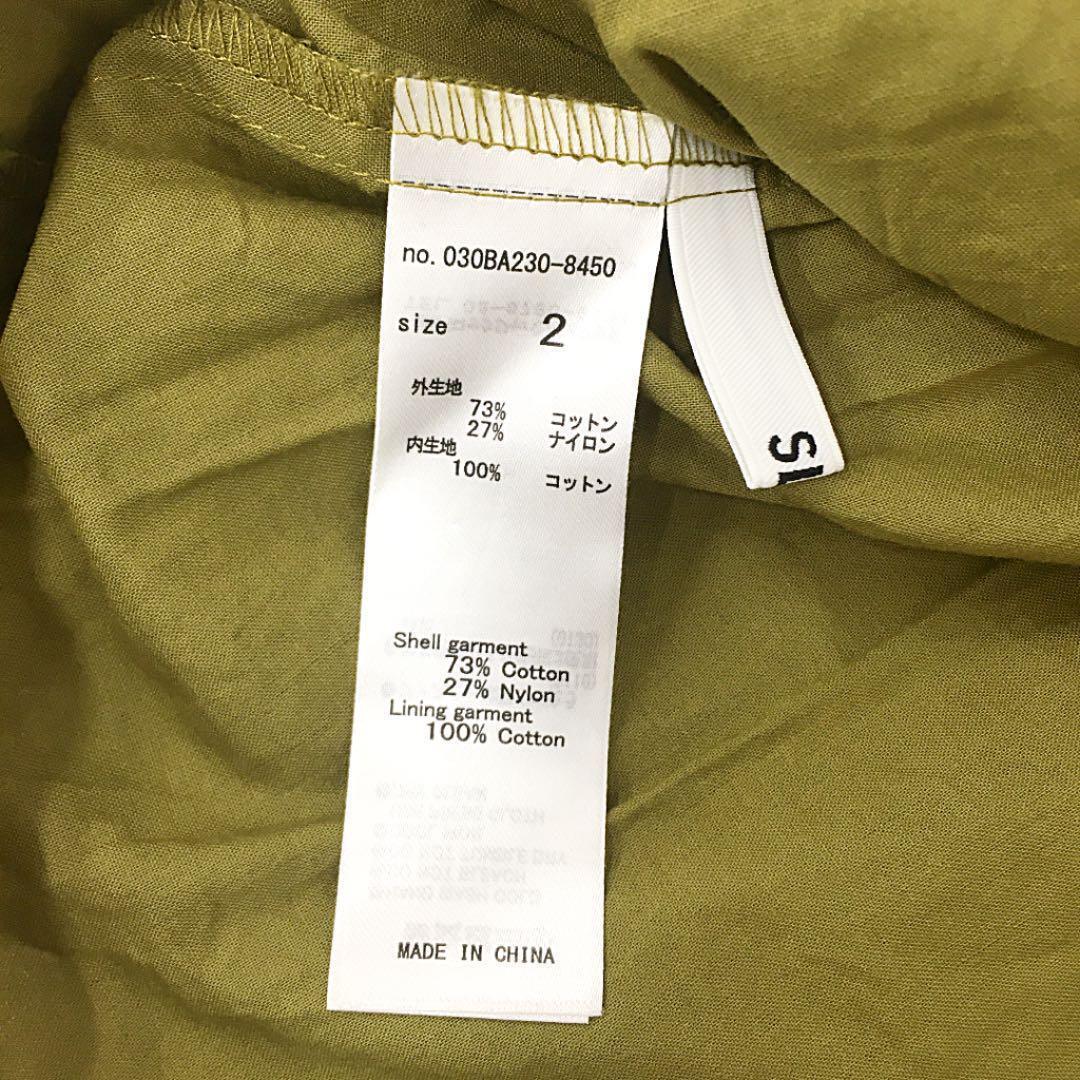 no. 030BA230-8450
size 2
外生地
73% コットン
27% ナイロン
内生地
100% コットン
Shell garment
73% Cotton
27% Nylon
Lining garment
100% Cotton
MADE IN CHINA